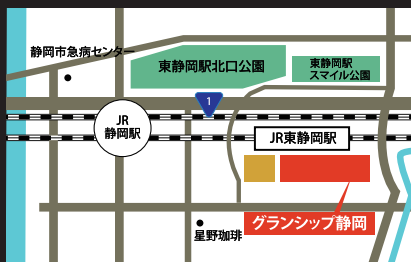 静岡市急病センター
東静岡駅北口公園
東静岡駅
スマイル公園
1
JR
静岡駅
JR東静岡駅
グランシップ静岡
星野珈琲